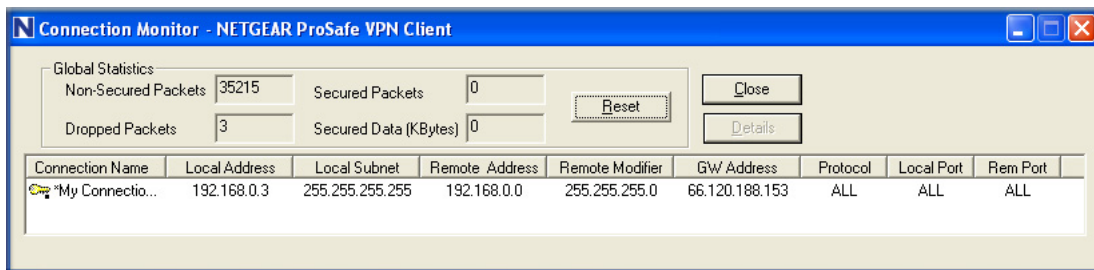 N Connection Monitor - NETGEAR ProSafe VPN Client
Global Statistics
Non-Secured Packets 35215 Secured Packets 0 Reset Close
Dropped Packets 3 Secured Data (KBytes) 0 Details
Connection Name Local Address Local Subnet Remote Address Remote Modifier GW Address Protocol Local Port Rem Port
*My Connectio... 192.168.0.3 255.255.255.255 192.168.0.0 255.255.255.0 66.120.188.153 ALL ALL ALL